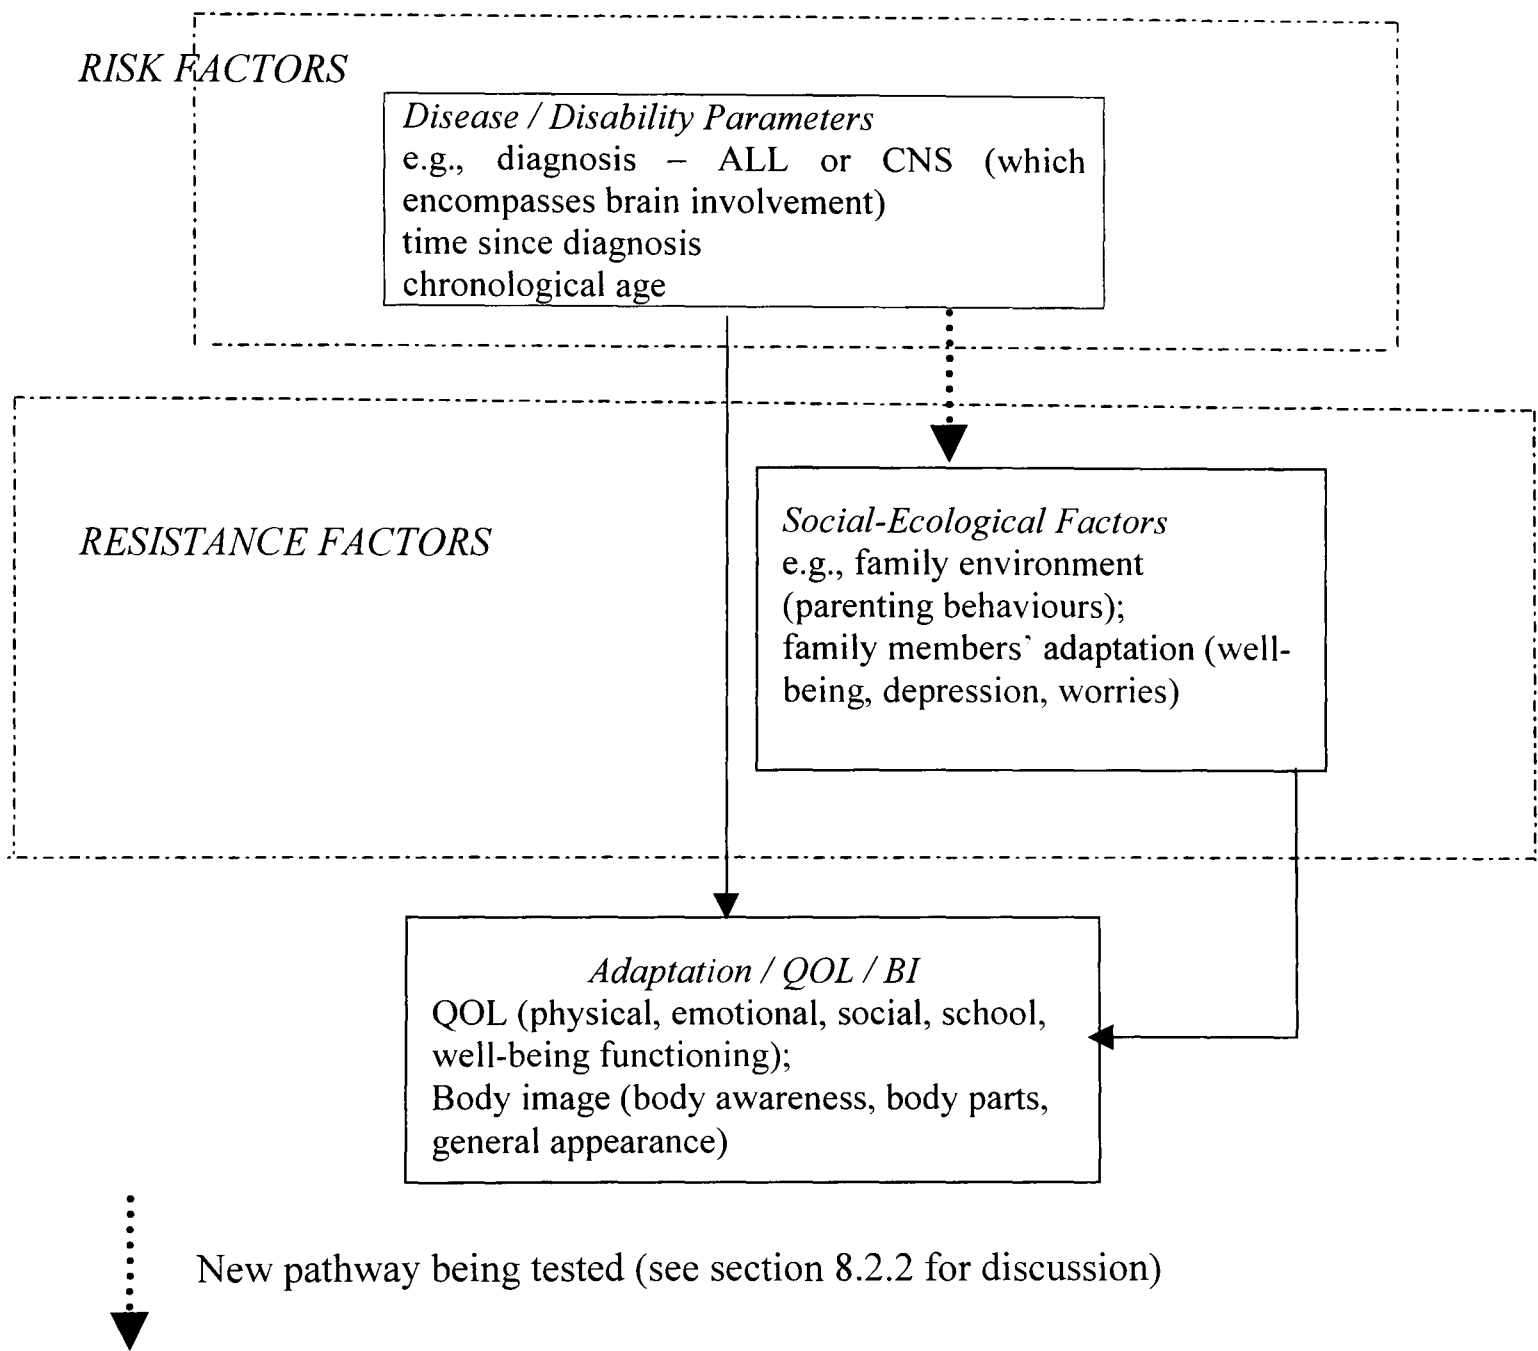 RISK FACTORS
Disease / Disability Parameters
e.g., diagnosis – ALL or CNS (which
encompasses brain involvement)
time since diagnosis
chronological age
RESISTANCE FACTORS
Social-Ecological Factors
e.g., family environment
(parenting behaviours);
family members' adaptation (well-
being, depression, worries)
Adaptation / QOL / BI
QOL (physical, emotional, social, school,
well-being functioning);
Body image (body awareness, body parts,
general appearance)
New pathway being tested (see section 8.2.2 for discussion)